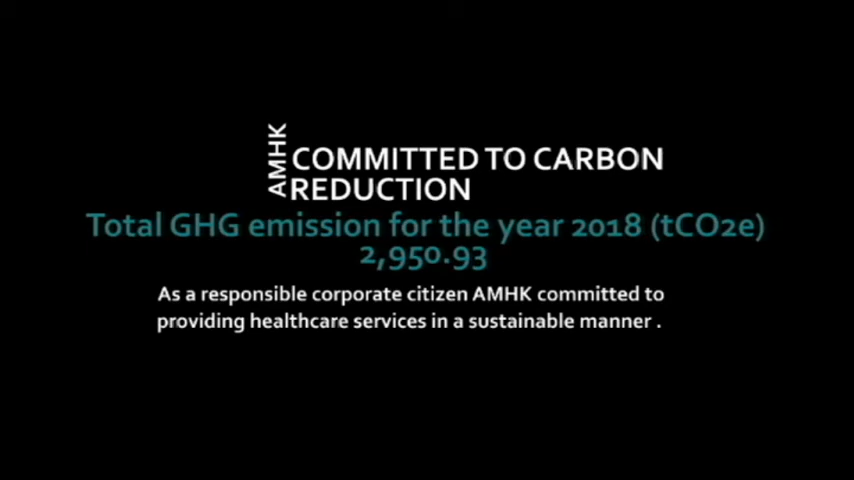 AMHK
COMMITTED TO CARBON
REDUCTION
Total GHG emission for the year 2018 (tCO2e)
2,950.93
As a responsible corporate citizen AMHK committed to
providing healthcare services in a sustainable manner .